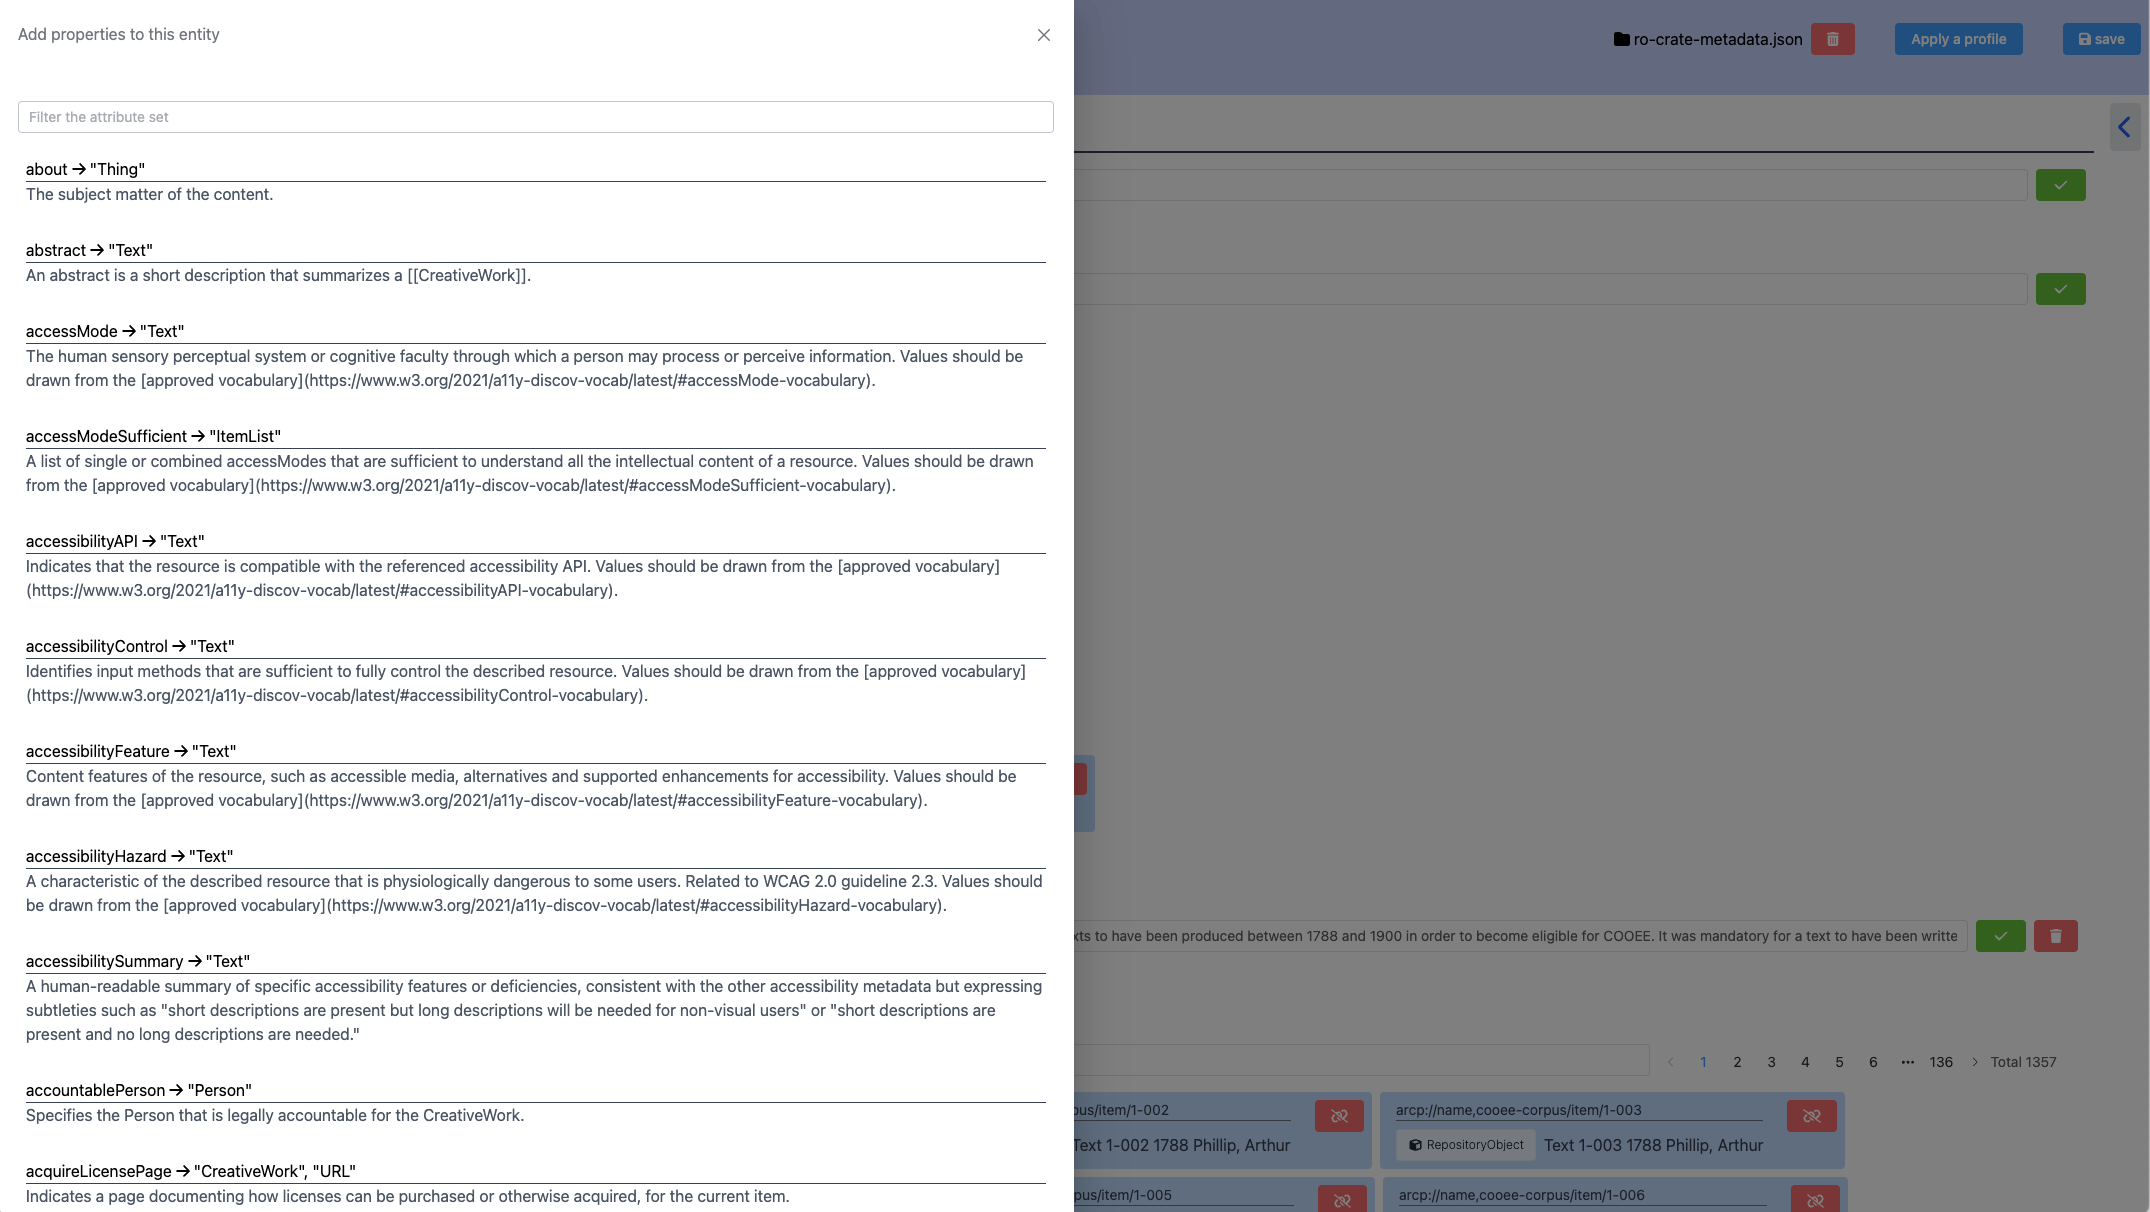 Add properties to this entity
ro-crate-metadata.json
Apply a profile
save
Filter the attribute set
about → "Thing"
The subject matter of the content.
abstract → "Text"
An abstract is a short description that summarizes a [[CreativeWork]].
accessMode → "Text"
The human sensory perceptual system or cognitive faculty through which a person may process or perceive information. Values should be
drawn from the [approved vocabulary](https://www.w3.org/2021/a11y-discov-vocab/latest/#accessMode-vocabulary).
accessModeSufficient → "ItemList"
A list of single or combined accessModes that are sufficient to understand all the intellectual content of a resource. Values should be drawn
from the [approved vocabulary](https://www.w3.org/2021/a11y-discov-vocab/latest/#accessModeSufficient-vocabulary).
accessibilityAPI → "Text"
Indicates that the resource is compatible with the referenced accessibility API. Values should be drawn from the [approved vocabulary]
(https://www.w3.org/2021/a11y-discov-vocab/latest/#accessibilityAPI-vocabulary).
accessibilityControl → "Text"
Identifies input methods that are sufficient to fully control the described resource. Values should be drawn from the [approved vocabulary]
(https://www.w3.org/2021/a11y-discov-vocab/latest/#accessibilityControl-vocabulary).
accessibilityFeature → "Text"
Content features of the resource, such as accessible media, alternatives and supported enhancements for accessibility. Values should be
drawn from the [approved vocabulary](https://www.w3.org/2021/a11y-discov-vocab/latest/#accessibilityFeature-vocabulary).
accessibilityHazard → "Text"
A characteristic of the described resource that is physiologically dangerous to some users. Related to WCAG 2.0 guideline 2.3. Values should
be drawn from the [approved vocabulary](https://www.w3.org/2021/a11y-discov-vocab/latest/#accessibilityHazard-vocabulary).
xts to have been produced between 1788 and 1900 in order to become eligible for COOEE. It was mandatory for a text to have been writte
accessibilitySummary → "Text"
A human-readable summary of specific accessibility features or deficiencies, consistent with the other accessibility metadata but expressing
subtleties such as "short descriptions are present but long descriptions will be needed for non-visual users" or "short descriptions are
present and no long descriptions are needed."
1 2 3 4 5 6 ••• 136 Total 1357
accountablePerson → "Person"
Specifies the Person that is legally accountable for the CreativeWork.
pus/item/1-002
Text 1-002 1788 Phillip, Arthur
arcp://name,cooee-corpus/item/1-003
RepositoryObject Text 1-003 1788 Phillip, Arthur
acquireLicensePage → "CreativeWork", "URL"
Indicates a page documenting how licenses can be purchased or otherwise acquired, for the current item.
pus/item/1-005
arcp://name,cooee-corpus/item/1-006